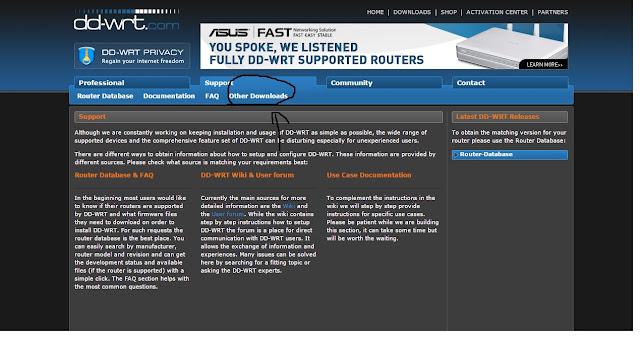 dd-wrt.com
HOME | DOWNLOADS | SHOP | ACTIVATION CENTER | PARTNERS
DD-WRT PRIVACY
Regain your internet freedom
ASUS FAST Networking Solution
FAST EASY STABLE
YOU SPOKE, WE LISTENED
FULLY DD-WRT SUPPORTED ROUTERS
LEARN MORE>>
Professional Support Community Contact
Router Database Documentation FAQ Other Downloads
Support
Although we are constantly working on keeping installation and usage of DD-WRT as simple as possible, the wide range of
supported devices and the comprehensive feature set of DD-WRT can be disturbing especially for unexperienced users.
There are different ways to obtain information about how to setup and configure DD-WRT. These information are provided by
different sources. Please check what source is matching your requirements best:
Router Database & FAQ
In the beginning most users would like
to know if their routers are supported
by DD-WRT and what firmware files
they need to download on order to
install DD-WRT. For such requests the
router database is the best place. You
can easily search by manufacturer,
router model and revision and can get
the development status and available
files (if the router is supported) with a
simple click. The FAQ section helps with
the most common questions.
DD-WRT Wiki & User forum
Currently the main sources for more
detailed information are the Wiki and
the User forum. While the wiki contains
step by step instructions how to setup
DD-WRT the forum is a place for direct
communication with DD-WRT users. It
allows the exchange of information and
experiences. Many issues can be solved
here by searching for a fitting topic or
asking the DD-WRT experts.
Use Case Documentation
To complement the instructions in the
wiki we will step by step provide
instructions for specific use cases.
Please be patient while we are building
this section, it can take some time but
will be worth the waiting.
Latest DD-WRT Releases
To obtain the matching version for your
router please use the Router Database:
Router-Database